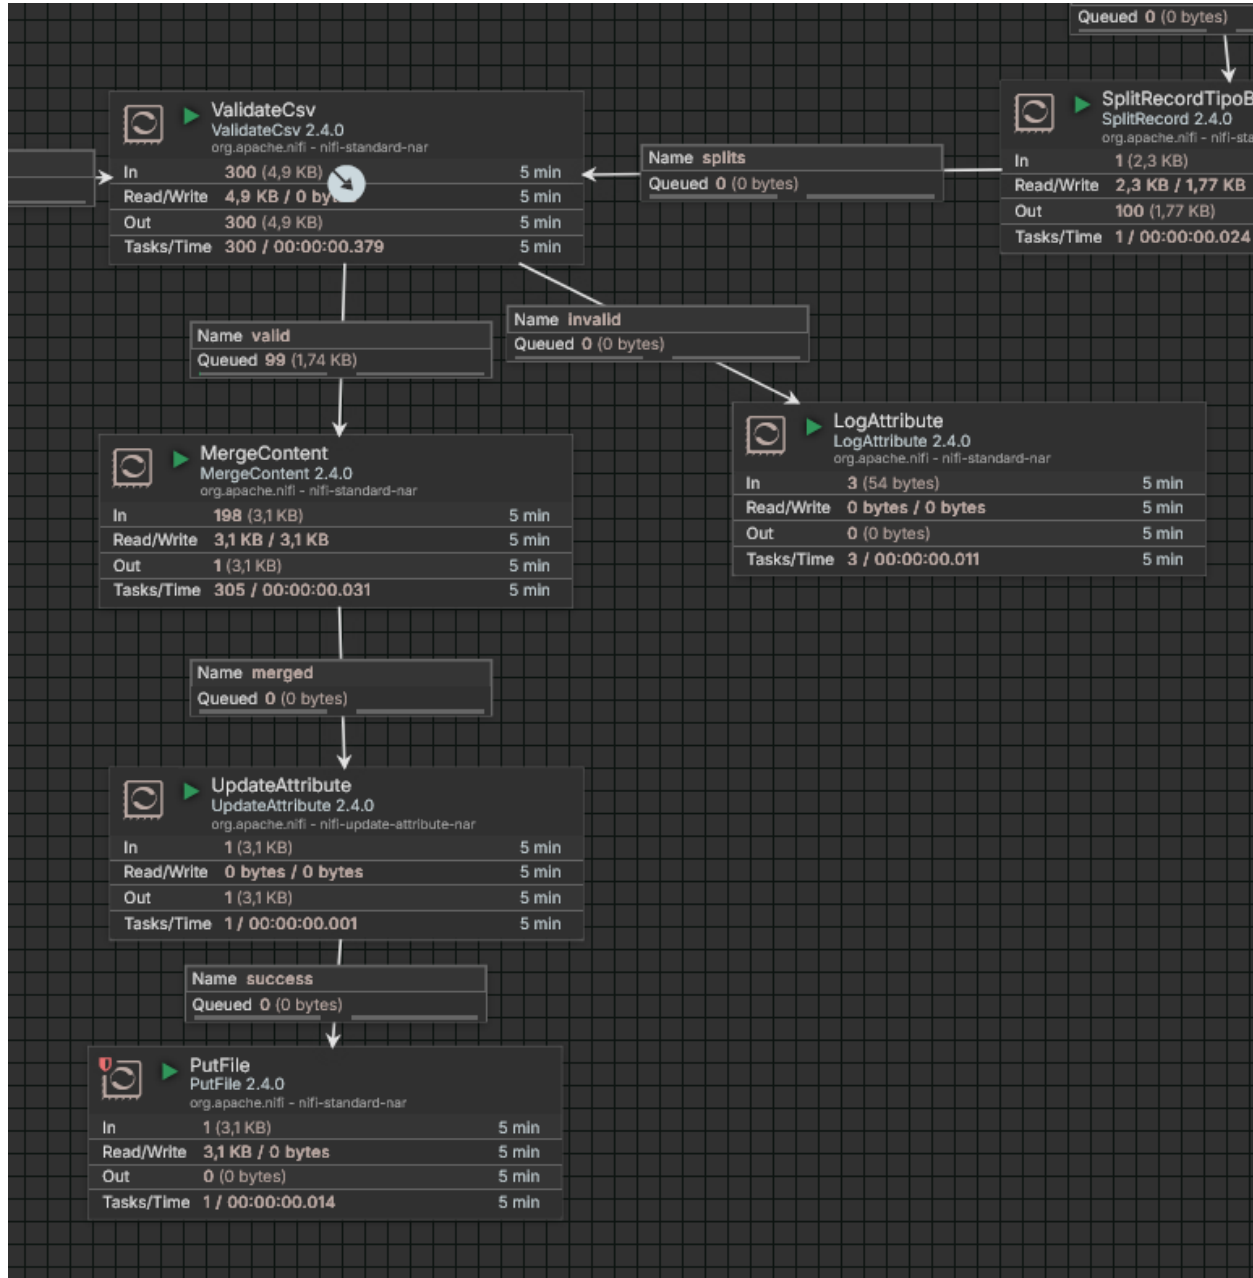 Queued 0 (0 bytes)
ValidateCsv
ValidateCsv 2.4.0
org.apache.nifi - nifi-standard-nar
In 300 (4,9 KB) 5 min
Read/Write 4,9 KB / 0 by 5 min
Out 300 (4,9 KB) 5 min
Tasks/Time 300 / 00:00:00.379 5 min
Name splits
Queued 0 (0 bytes)
SplitRecordTipoB
SplitRecord 2.4.0
org.apache.nifi - nifi-sta
In 1 (2,3 KB)
Read/Write 2,3 KB / 1,77 KB
Out 100 (1,77 KB)
Tasks/Time 1 / 00:00:00.024
Name valid
Queued 99 (1,74 KB)
Name invalid
Queued 0 (0 bytes)
MergeContent
MergeContent 2.4.0
org.apache.nifi - nifi-standard-nar
In 198 (3,1 KB) 5 min
Read/Write 3,1 KB / 3,1 KB 5 min
Out 1 (3,1 KB) 5 min
Tasks/Time 305 / 00:00:00.031 5 min
LogAttribute
LogAttribute 2.4.0
org.apache.nifi - nifi-standard-nar
In 3 (54 bytes) 5 min
Read/Write 0 bytes / 0 bytes 5 min
Out 0 (0 bytes) 5 min
Tasks/Time 3 / 00:00:00.011 5 min
Name merged
Queued 0 (0 bytes)
UpdateAttribute
UpdateAttribute 2.4.0
org.apache.nifi - nifi-update-attribute-nar
In 1 (3,1 KB) 5 min
Read/Write 0 bytes / 0 bytes 5 min
Out 1 (3,1 KB) 5 min
Tasks/Time 1 / 00:00:00.001 5 min
Name success
Queued 0 (0 bytes)
PutFile
PutFile 2.4.0
org.apache.nifi - nifi-standard-nar
In 1 (3,1 KB) 5 min
Read/Write 3,1 KB / 0 bytes 5 min
Out 0 (0 bytes) 5 min
Tasks/Time 1 / 00:00:00.014 5 min